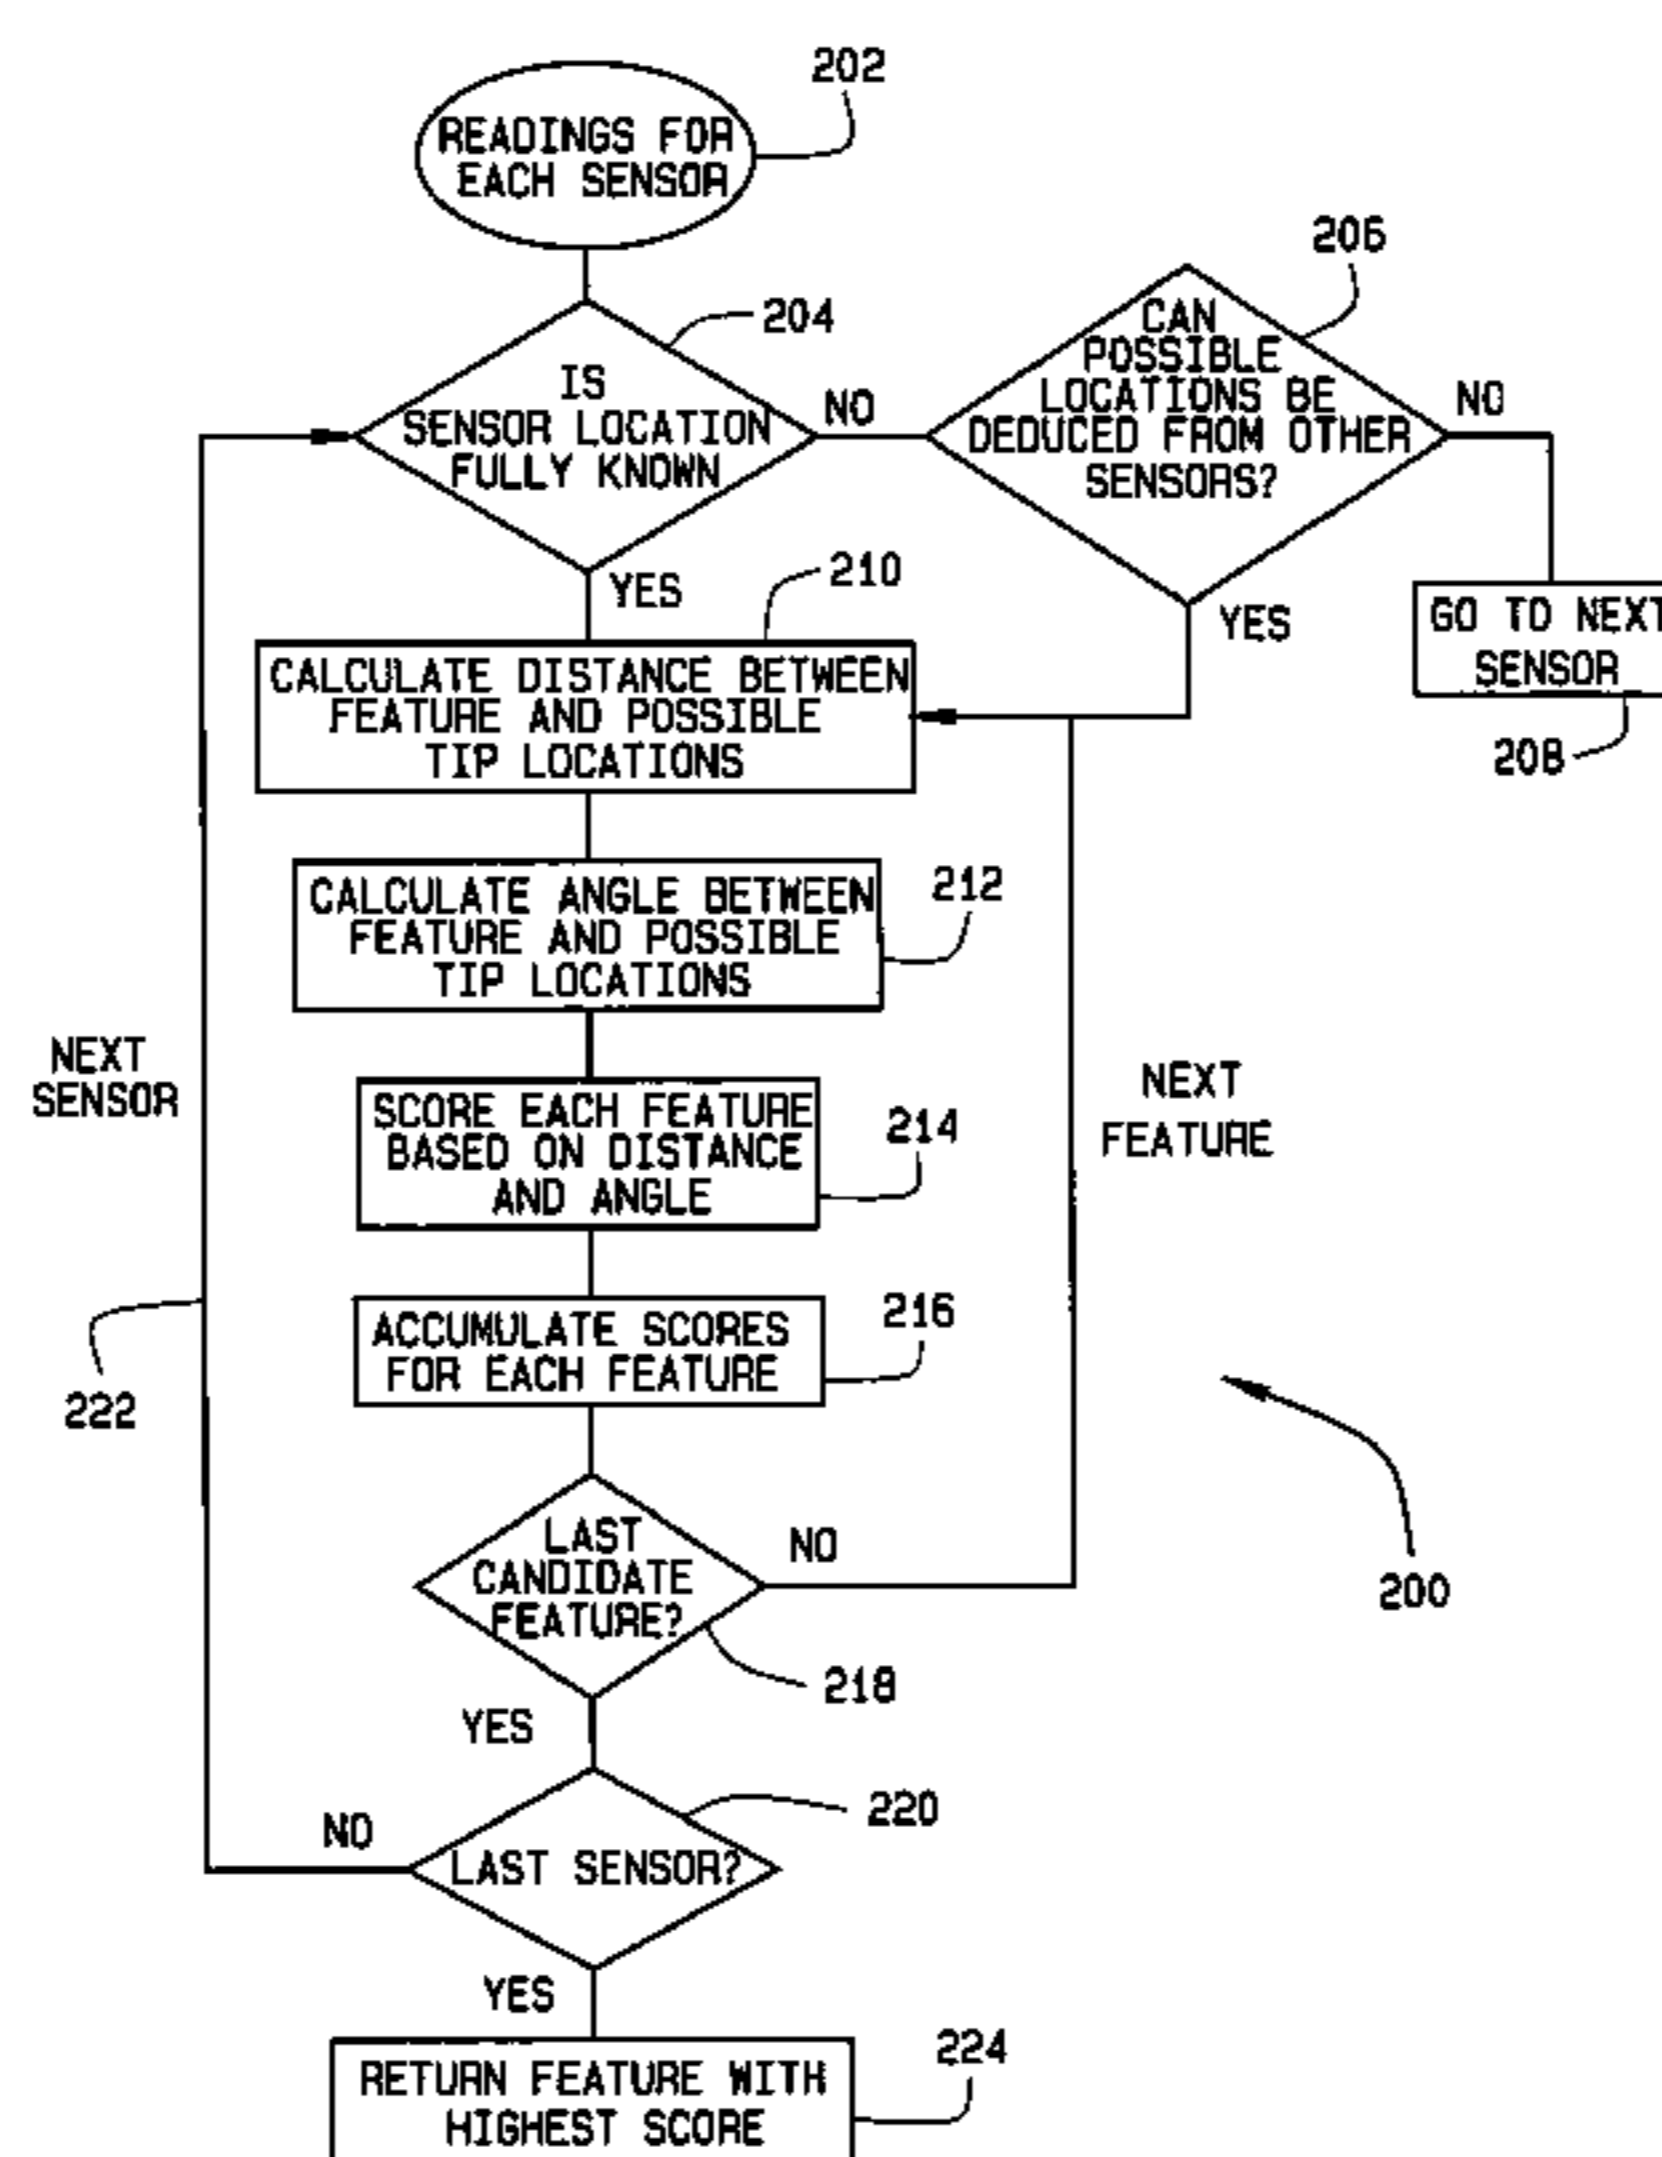 202
READINGS FOR
EACH SENSOR
206
204
CAN
POSSIBLE
LOCATIONS BE
DEDUCED FROM OTHER
SENSORS?
IS
SENSOR LOCATION
FULLY KNOWN
NO
NO
YES
210
YES
GO TO NEXT
SENSOR
208
CALCULATE DISTANCE BETWEEN
FEATURE AND POSSIBLE
TIP LOCATIONS
CALCULATE ANGLE BETWEEN
FEATURE AND POSSIBLE
TIP LOCATIONS
212
NEXT
SENSOR
NEXT
FEATURE
SCORE EACH FEATURE
BASED ON DISTANCE
AND ANGLE
214
ACCUMULATE SCORES
FOR EACH FEATURE
216
222
LAST
CANDIDATE
FEATURE?
NO
200
218
YES
220
NO
LAST SENSOR?
YES
224
RETURN FEATURE WITH
HIGHEST SCORE